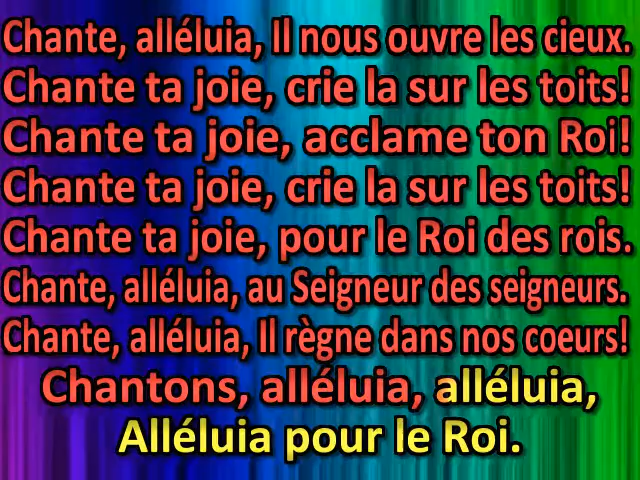 Chante, alléluia, Il nous ouvre les cieux.
Chante ta joie, crie la sur les toits!
Chante ta joie, acclame ton Roi!
Chante ta joie, crie la sur les toits!
Chante ta joie, pour le Roi des rois.
Chante, alléluia, au Seigneur des seigneurs.
Chante, alléluia, Il règne dans nos coeurs!
Chantons, alléluia, alléluia,
Alléluia pour le Roi.